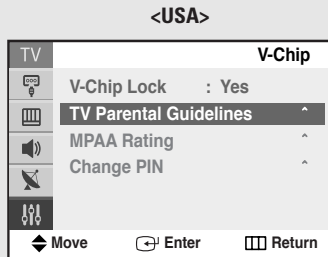 <USA>
TV V-Chip
V-Chip Lock : Yes
TV Parental Guidelines
MPAA Rating
Change PIN
Move Enter Return